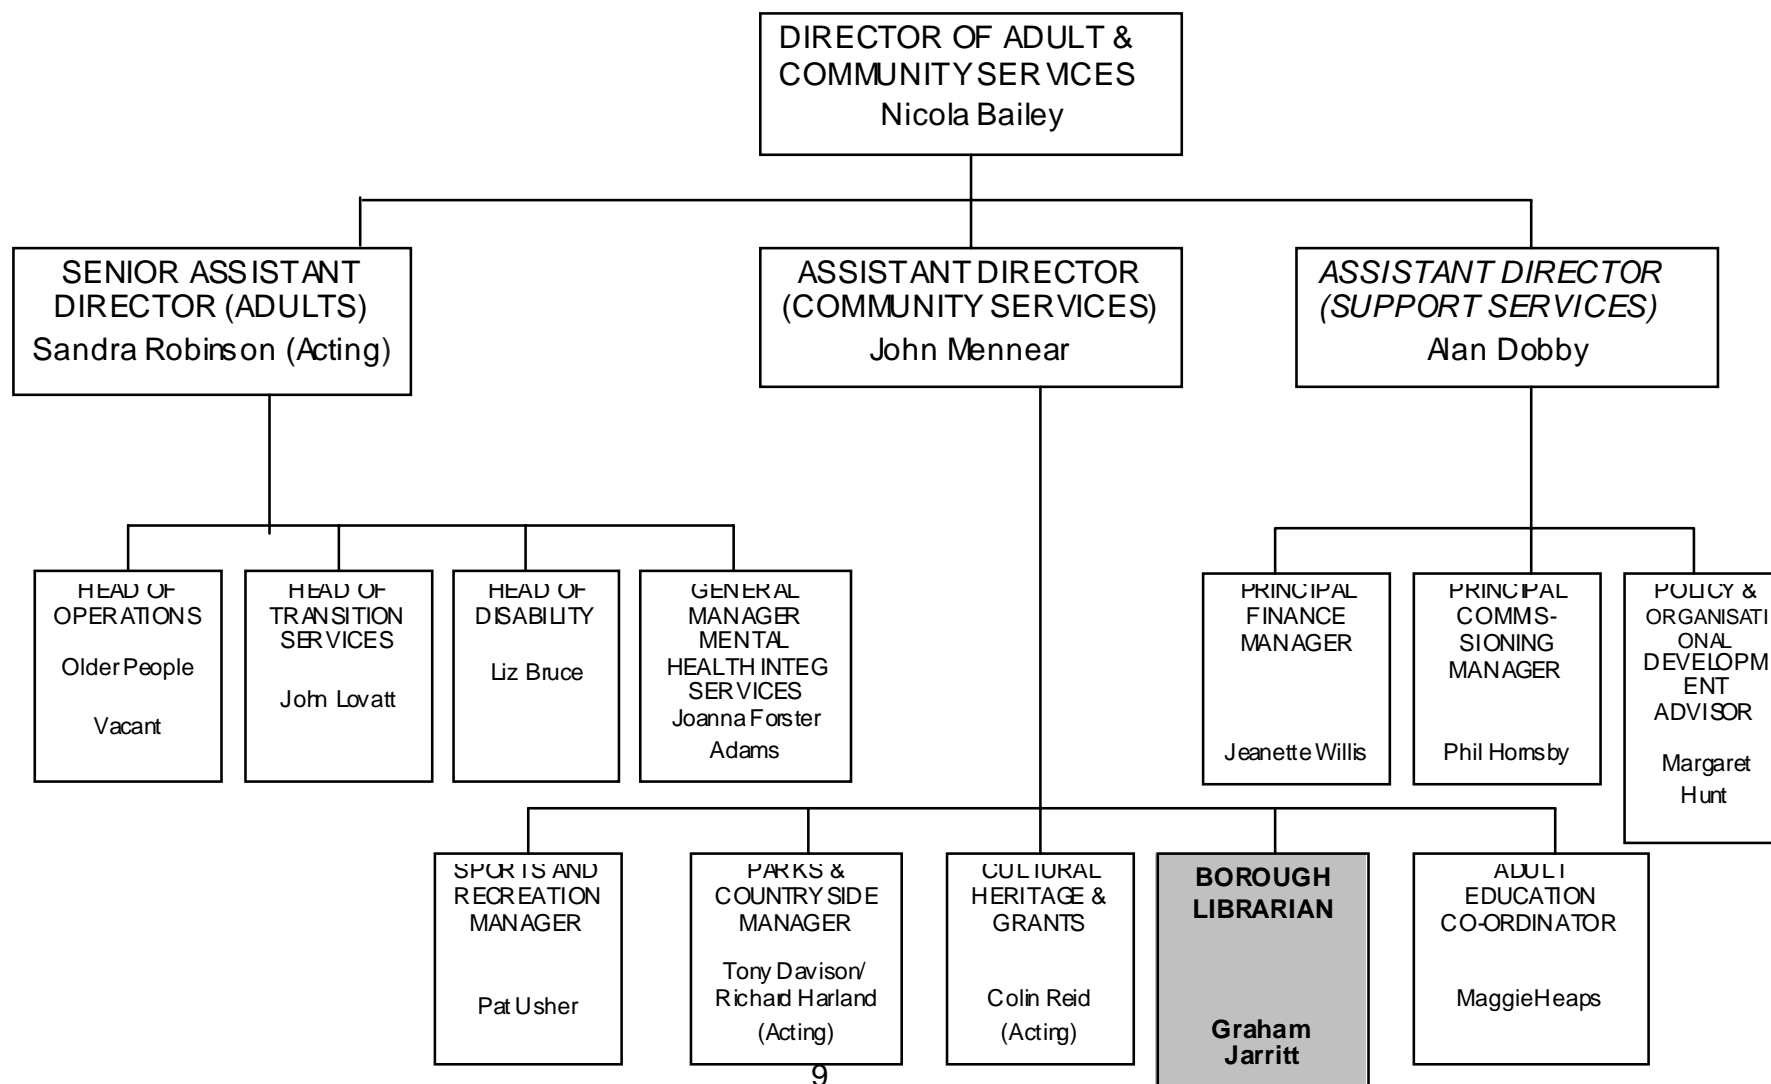 DIRECTOR OF ADULT &
COMMUNITY SERVICES
Nicola Bailey
SENIOR ASSISTANT
DIRECTOR (ADULTS)
Sandra Robinson (Acting)
ASSISTANT DIRECTOR
(COMMUNITY SERVICES)
John Mennear
ASSISTANT DIRECTOR
(SUPPORT SERVICES)
Alan Dobby
HEAD OF
OPERATIONS
Older People
Vacant
HEAD OF
TRANSITION
SERVICES
John Lovatt
HEAD OF
DISABILITY
Liz Bruce
GENERAL
MANAGER
MENTAL
HEALTH INTEG
SERVICES
Joanna Forster
Adams
PRINCIPAL
FINANCE
MANAGER
Jeanette Willis
PRINCIPAL
COMMIS-
SIONING
MANAGER
Phil Hornsby
POLICY &
ORGANISATI
ONAL
DEVELOPM
ENT
ADVISOR
Margaret
Hunt
SPORTS AND
RECREATION
MANAGER
Pat Usher
PARKS &
COUNTRYSIDE
MANAGER
Tony Davison/
Richard Harland
(Acting)
CULTURAL
HERITAGE &
GRANTS
Colin Reid
(Acting)
BOROUGH
LIBRARIAN
Graham
Jarritt
ADULT
EDUCATION
CO-ORDINATOR
Maggie Heaps
9